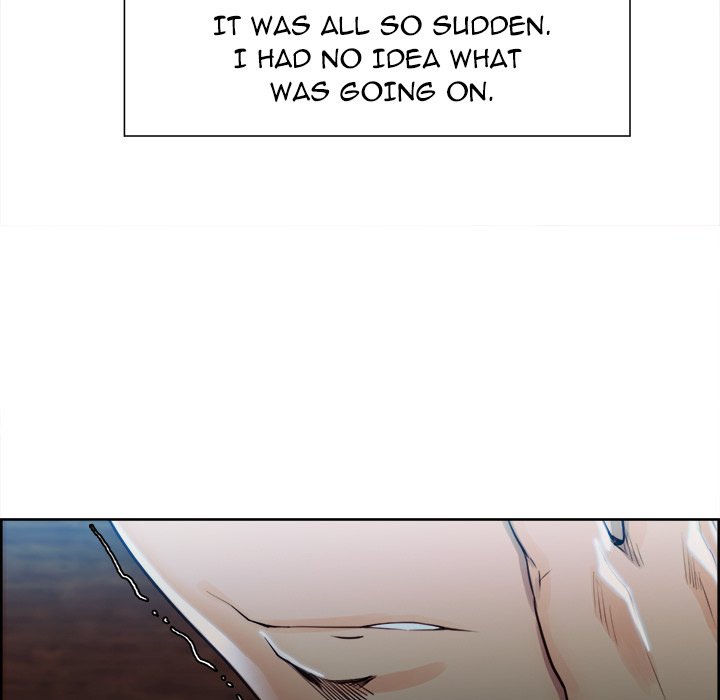 IT WAS ALL SO SUDDEN.
I HAD NO IDEA WHAT
WAS GOING ON.